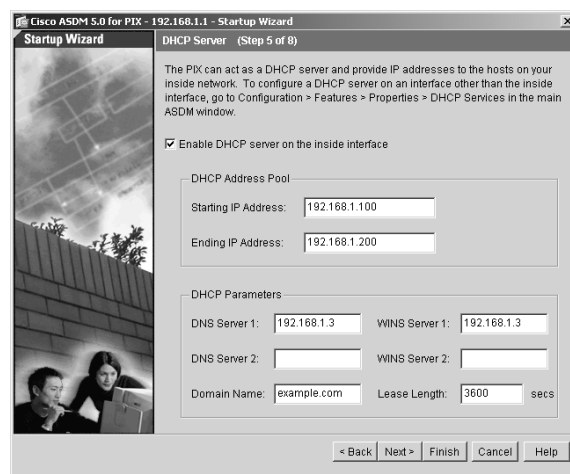 Cisco ASDM 5.0 for PIX - 192.168.1.1 - Startup Wizard
Startup Wizard
DHCP Server (Step 5 of 8)
The PIX can act as a DHCP server and provide IP addresses to the hosts on your
inside network. To configure a DHCP server on an interface other than the inside
interface, go to Configuration > Features > Properties > DHCP Services in the main
ASDM window.
Enable DHCP server on the inside interface
DHCP Address Pool
Starting IP Address: 192.168.1.100
Ending IP Address: 192.168.1.200
DHCP Parameters
DNS Server 1: 192.168.1.3 WINS Server 1: 192.168.1.3
DNS Server 2: WINS Server 2:
Domain Name: example.com Lease Length: 3600 secs
< Back Next > Finish Cancel Help